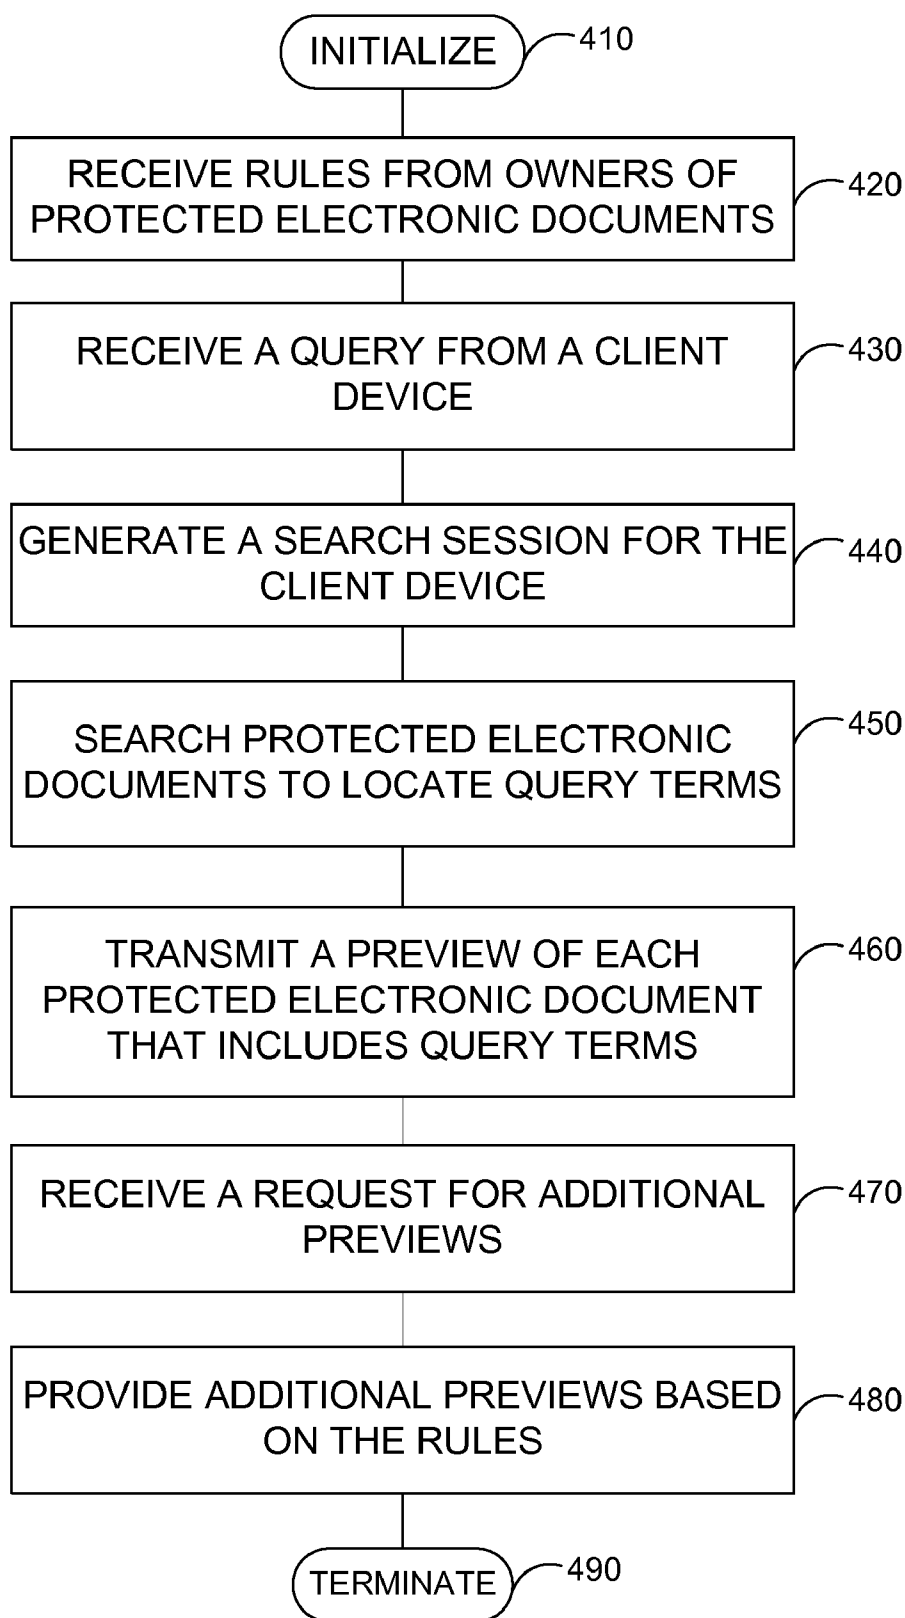 INITIALIZE
410
RECEIVE RULES FROM OWNERS OF
PROTECTED ELECTRONIC DOCUMENTS
420
RECEIVE A QUERY FROM A CLIENT
DEVICE
430
GENERATE A SEARCH SESSION FOR THE
CLIENT DEVICE
440
SEARCH PROTECTED ELECTRONIC
DOCUMENTS TO LOCATE QUERY TERMS
450
TRANSMIT A PREVIEW OF EACH
PROTECTED ELECTRONIC DOCUMENT
THAT INCLUDES QUERY TERMS
460
RECEIVE A REQUEST FOR ADDITIONAL
PREVIEWS
470
PROVIDE ADDITIONAL PREVIEWS BASED
ON THE RULES
480
TERMINATE
490